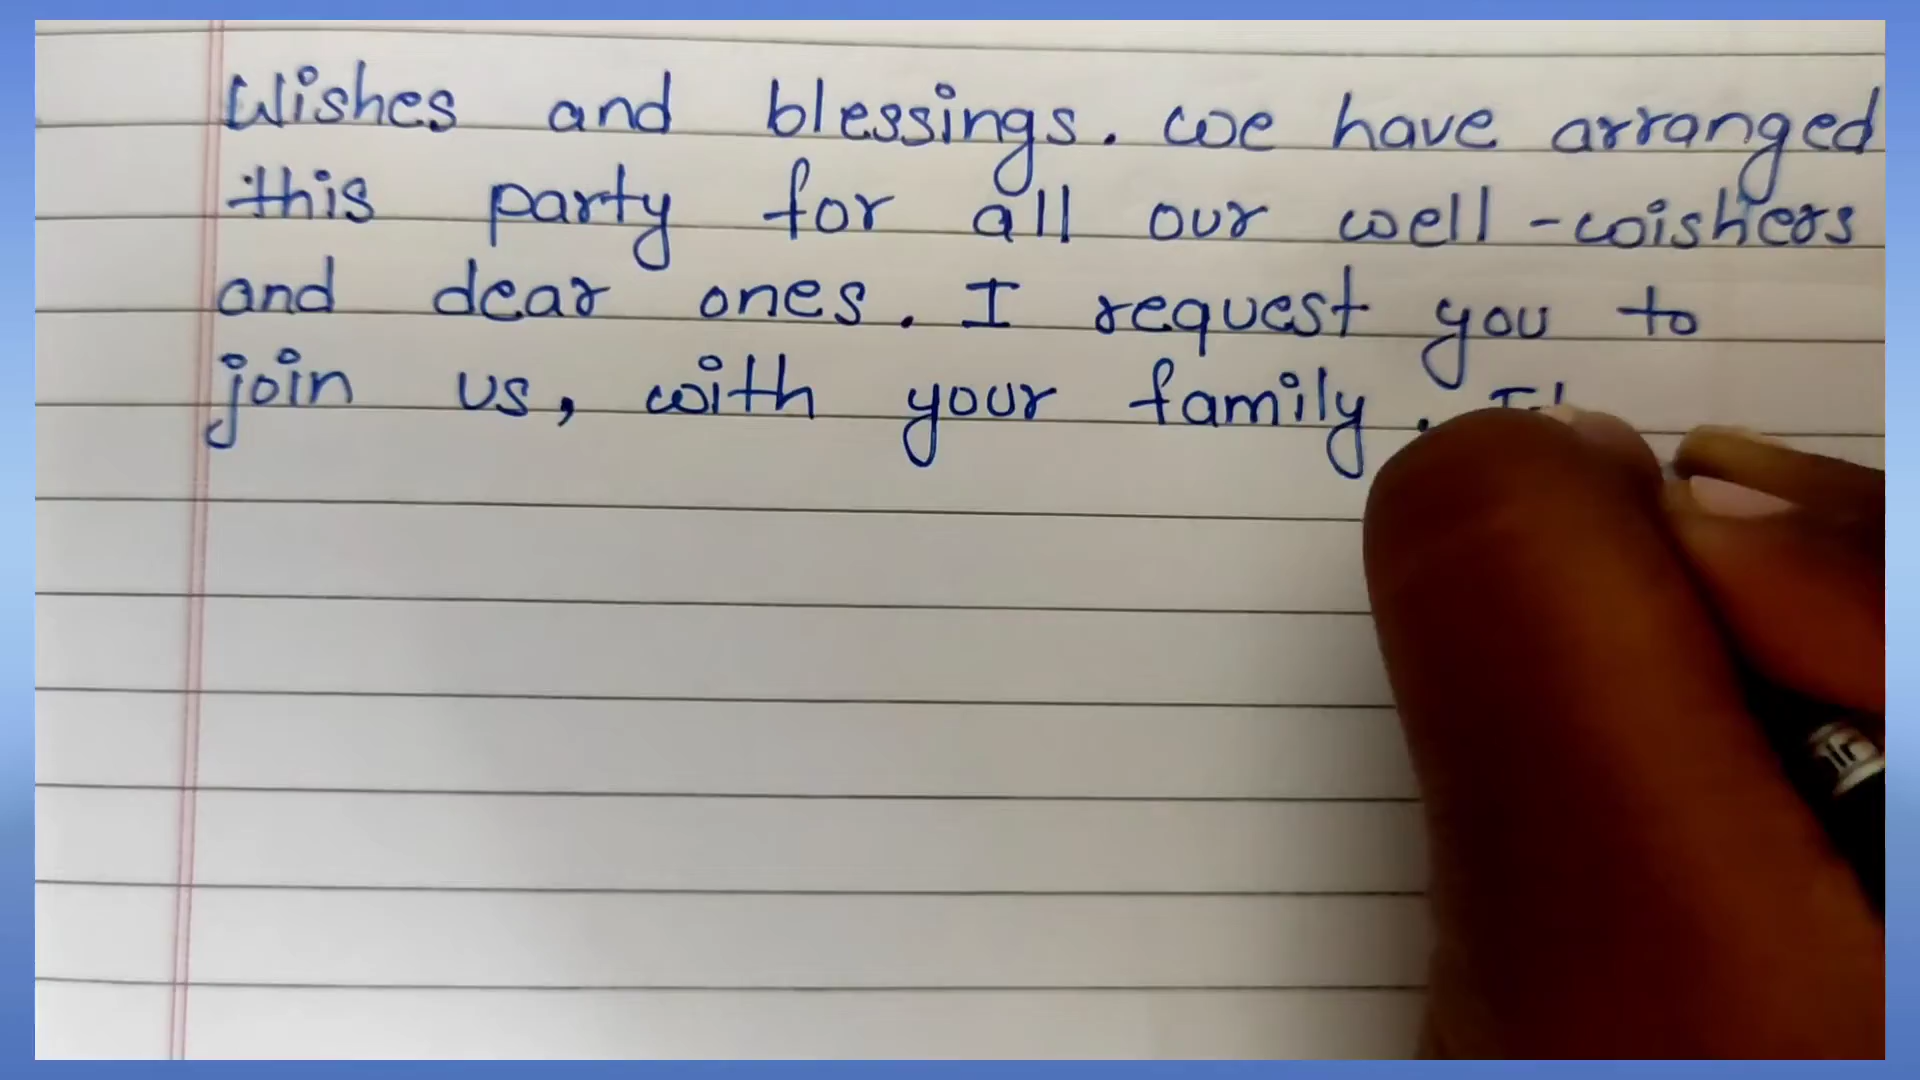 Wishes and blessings. We have arranged
this party for all our well-wishers
and dear ones. I request you to
join us, with your family.